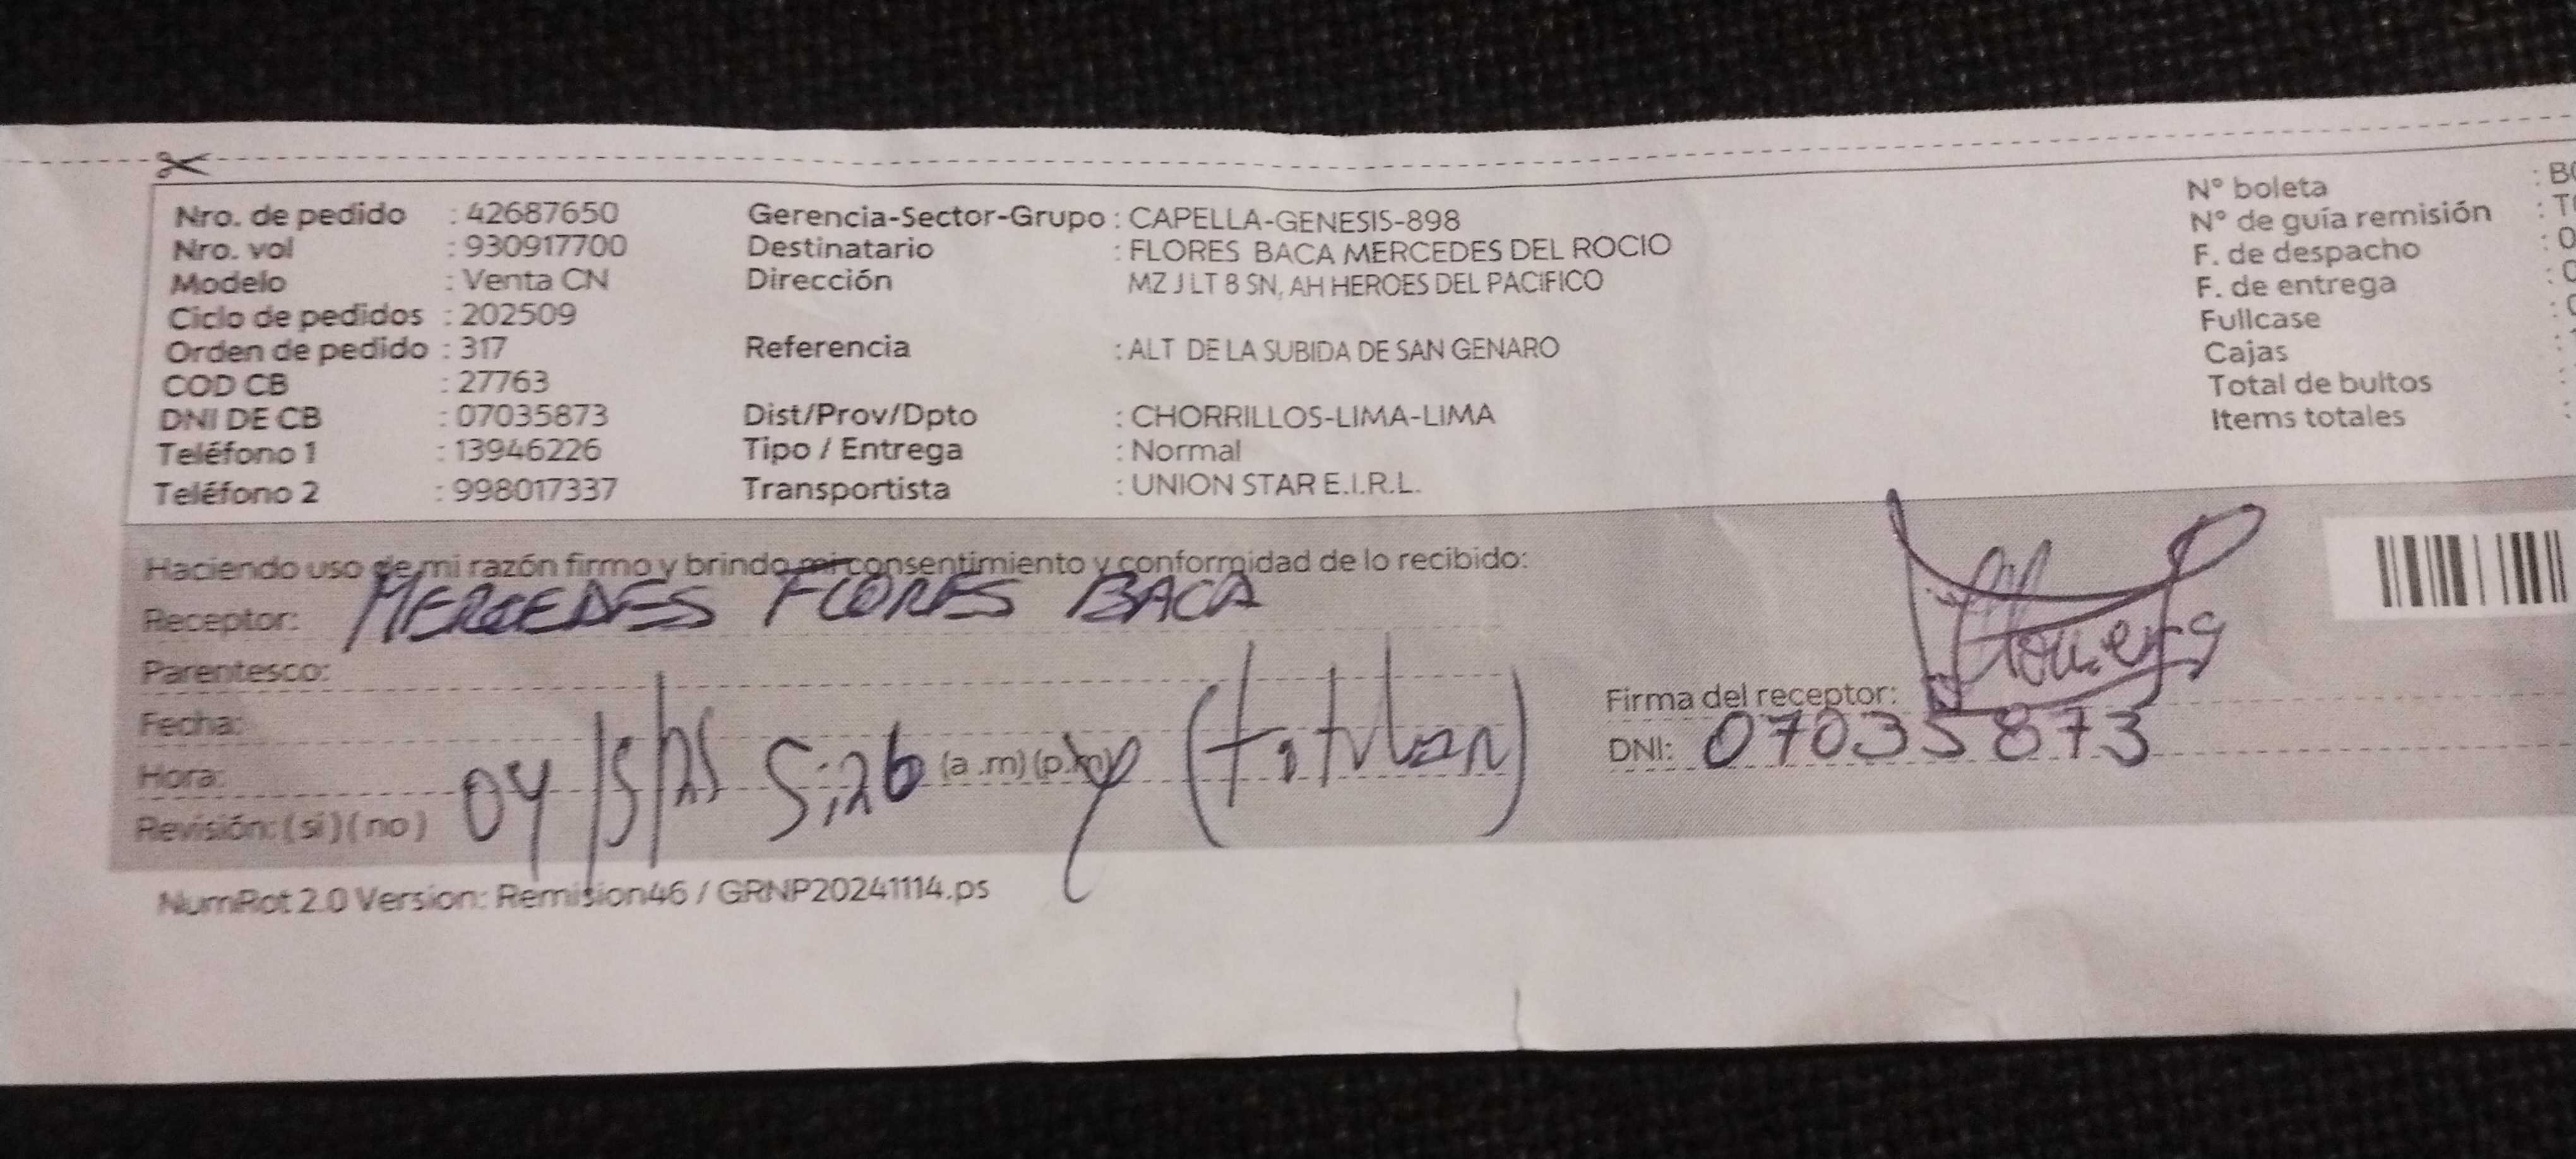 Nro. de pedido : 42687650
Nro. vol : 930917700
Modelo : Venta CN
Ciclo de pedidos : 202509
Orden de pedido : 317
COD CB : 27763
DNI DE CB : 07035873
Teléfono 1 : 13946226
Teléfono 2 : 998017337
Gerencia-Sector-Grupo : CAPELLA-GENESIS-898
Destinatario : FLORES BACA MERCEDES DEL ROCIO
Dirección MZ J LT 8 SN, AH HEROES DEL PACIFICO
Referencia : ALT DE LA SUBIDA DE SAN GENARO
Dist/Prov/Dpto : CHORRILLOS-LIMA-LIMA
Tipo / Entrega : Normal
Transportista : UNION STAR E.I.R.L.
N° boleta : B
N° de guía remisión : T
F. de despacho : 0
F. de entrega :
Fullcase :
Cajas :
Total de bultos :
Items totales :
Haciendo uso de mi razón firmo y brindo mi consentimiento y conformidad de lo recibido:
Receptor: MERCEDES FLORES BACA
Parentesco:
Fecha:
Hora:
04/5/25 5:26 (a .m) (p.m) (titular)
Revisión: ( si ) ( no )
Firma del receptor:
DNI: 07035873
NumRot 2.0 Version: Remision46 / GRNP20241114.ps